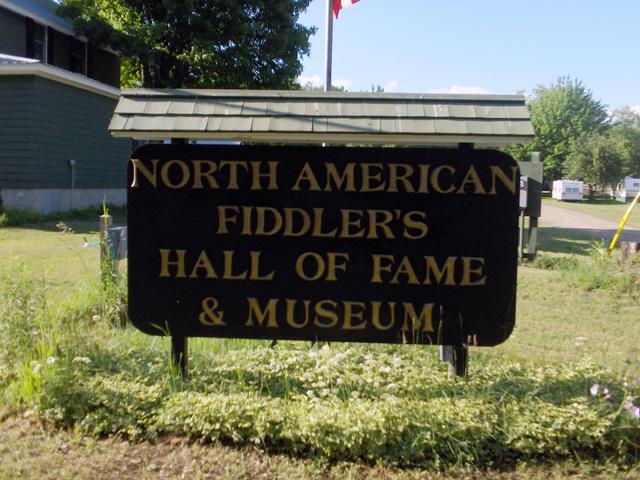 NORTH AMERICAN
FIDDLER'S
HALL OF FAME
& MUSEUM